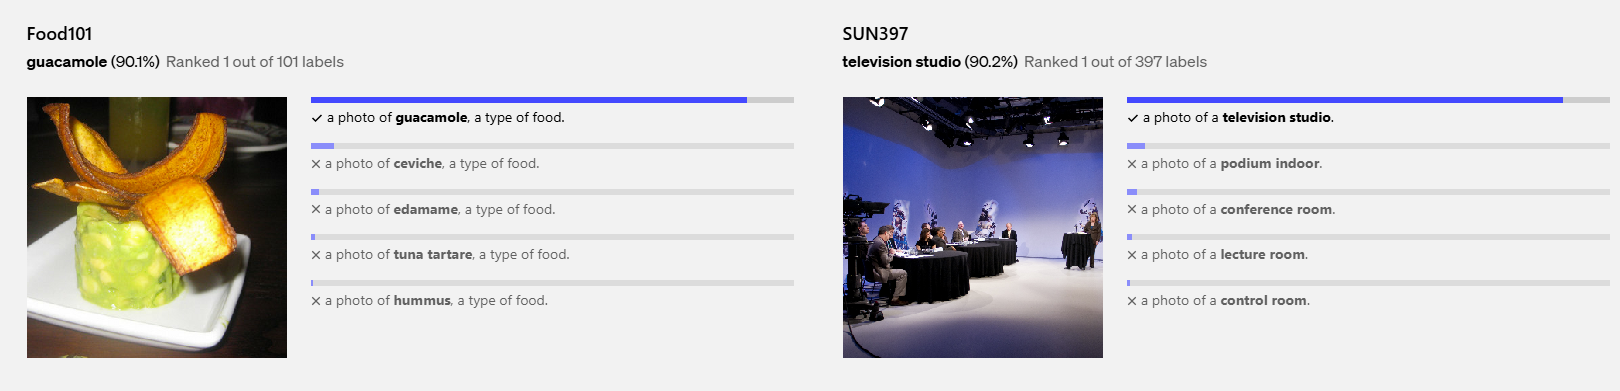 Food101
guacamole (90.1%) Ranked 1 out of 101 labels
✓ a photo of guacamole, a type of food.
× a photo of ceviche, a type of food.
× a photo of edamame, a type of food.
× a photo of tuna tartare, a type of food.
× a photo of hummus, a type of food.
SUN397
television studio (90.2%) Ranked 1 out of 397 labels
✓ a photo of a television studio.
× a photo of a podium indoor.
× a photo of a conference room.
× a photo of a lecture room.
× a photo of a control room.